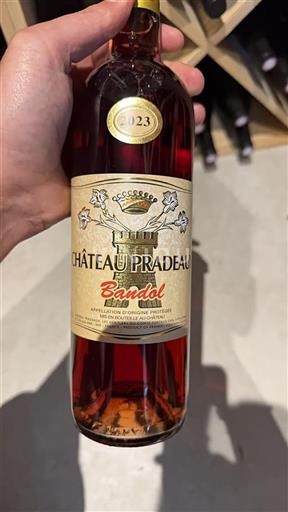 2023
CHÂTEAU PRADEAU
Bandol
APPELLATION D'ORIGINE PROTÉGÉE
MIS EN BOUTEILLE AU CHÂTEAU